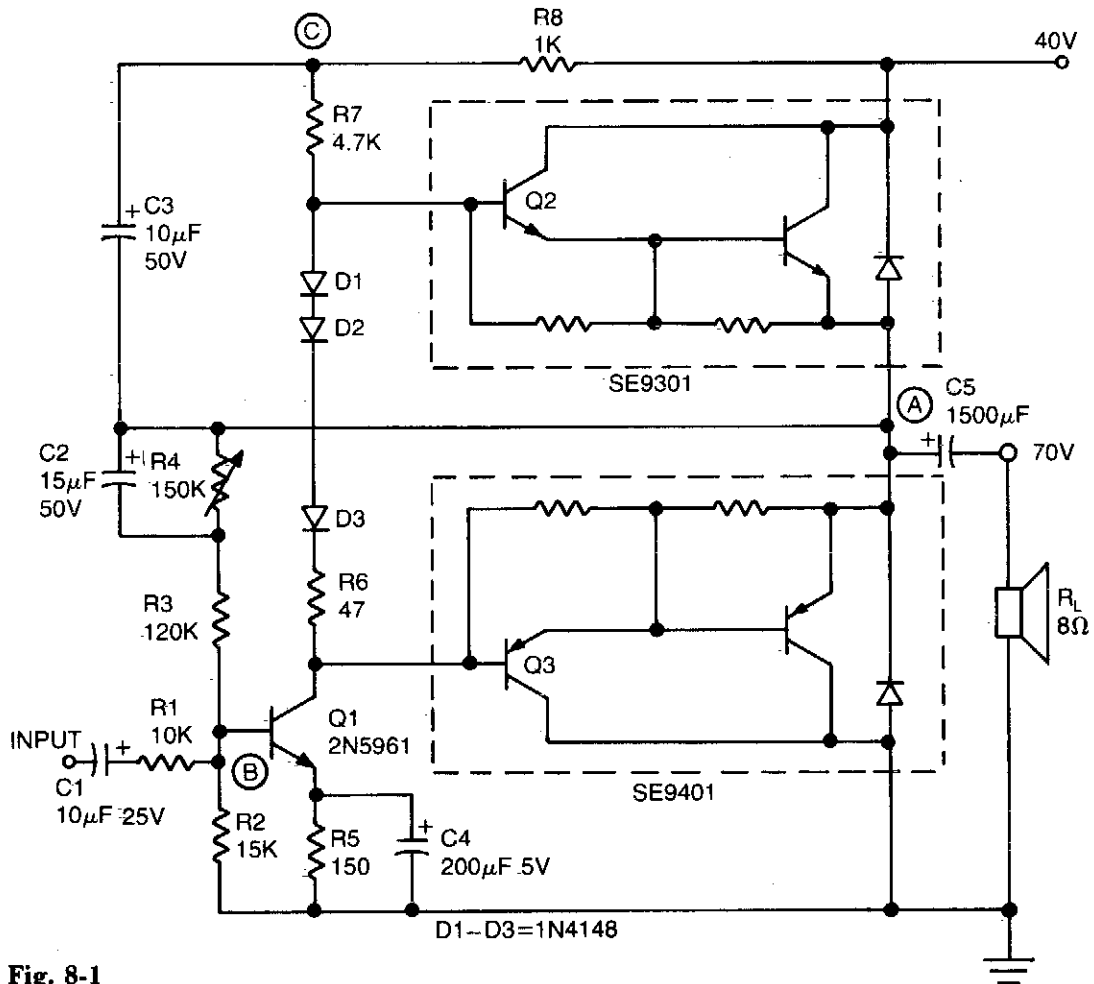 C
R8
1K
40V
R7
4.7K
+ C3
10μF
50V
Q2
D1
D2
SE9301
A
C5
1500μF
+
70V
C2
15μF
50V
+
R4
150K
D3
R6
47
R3
120K
Q3
RL
8Ω
R1
10K
INPUT
+
C1
10μF 25V
B
Q1
2N5961
SE9401
R2
15K
R5
150
+
C4
200μF 5V
D1–D3=1N4148
Fig. 8-1